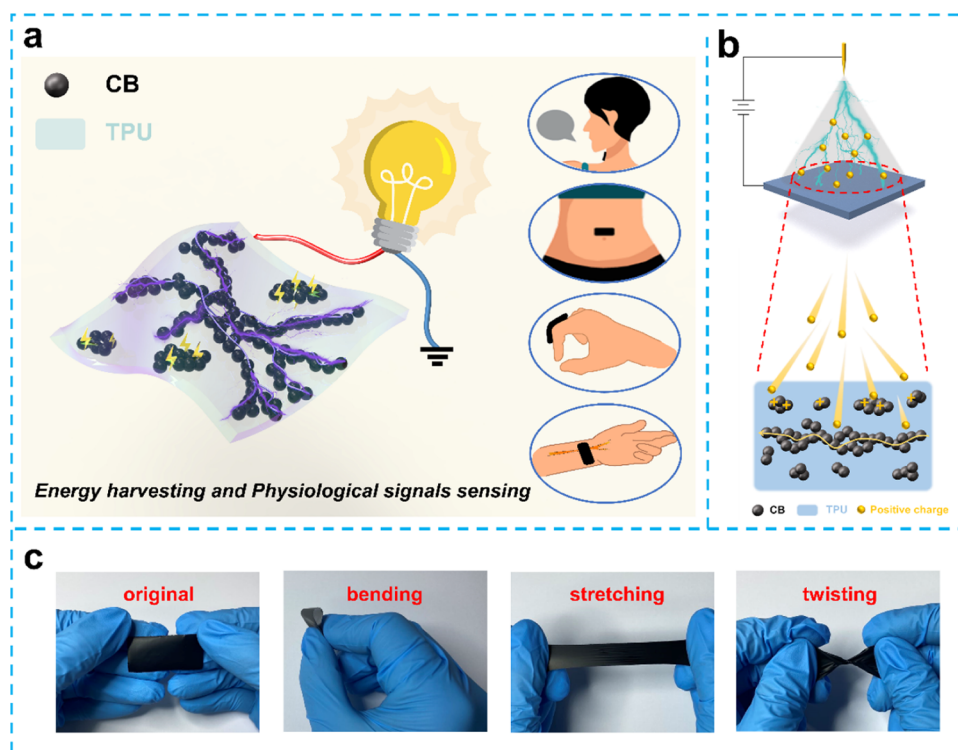 a
CB
TPU
Energy harvesting and Physiological signals sensing
b
CB TPU Positive charge
c
original
bending
stretching
twisting